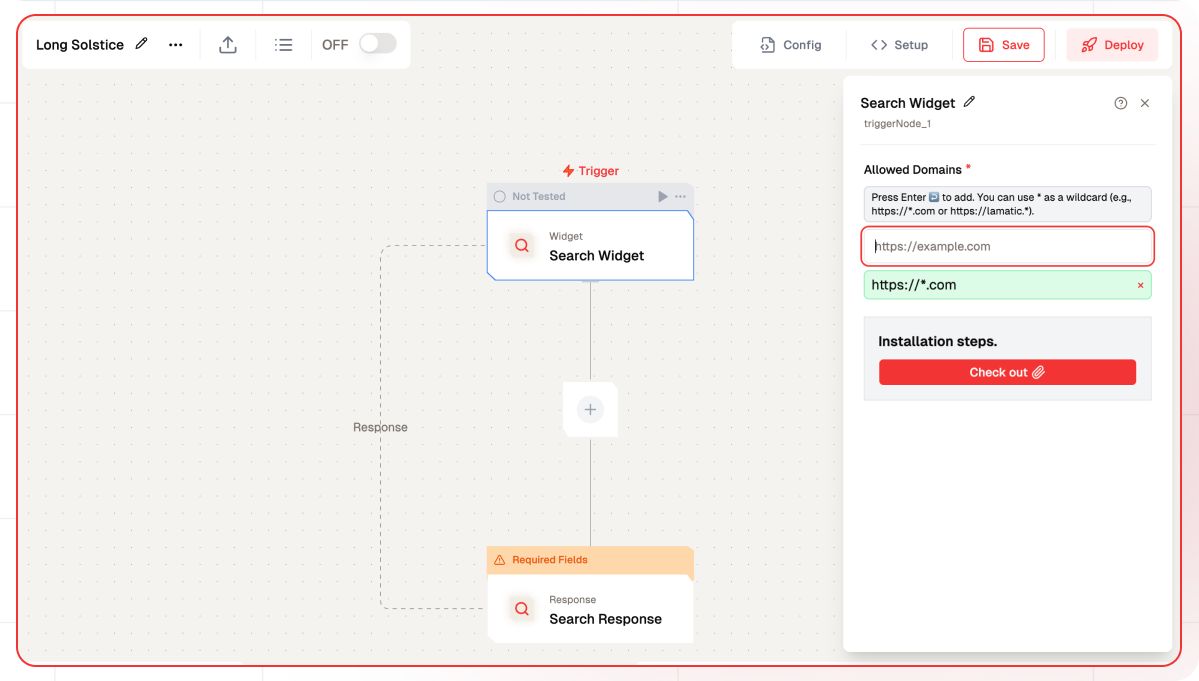 Long Solstice
OFF
Config
Setup
Save
Deploy
Search Widget
triggerNode_1
Allowed Domains *
Press Enter ↩ to add. You can use * as a wildcard (e.g.,
https://*.com or https://lamatic.*).
https://example.com
https://*.com
Installation steps.
Check out
Trigger
Not Tested
Widget
Search Widget
Response
Required Fields
Response
Search Response